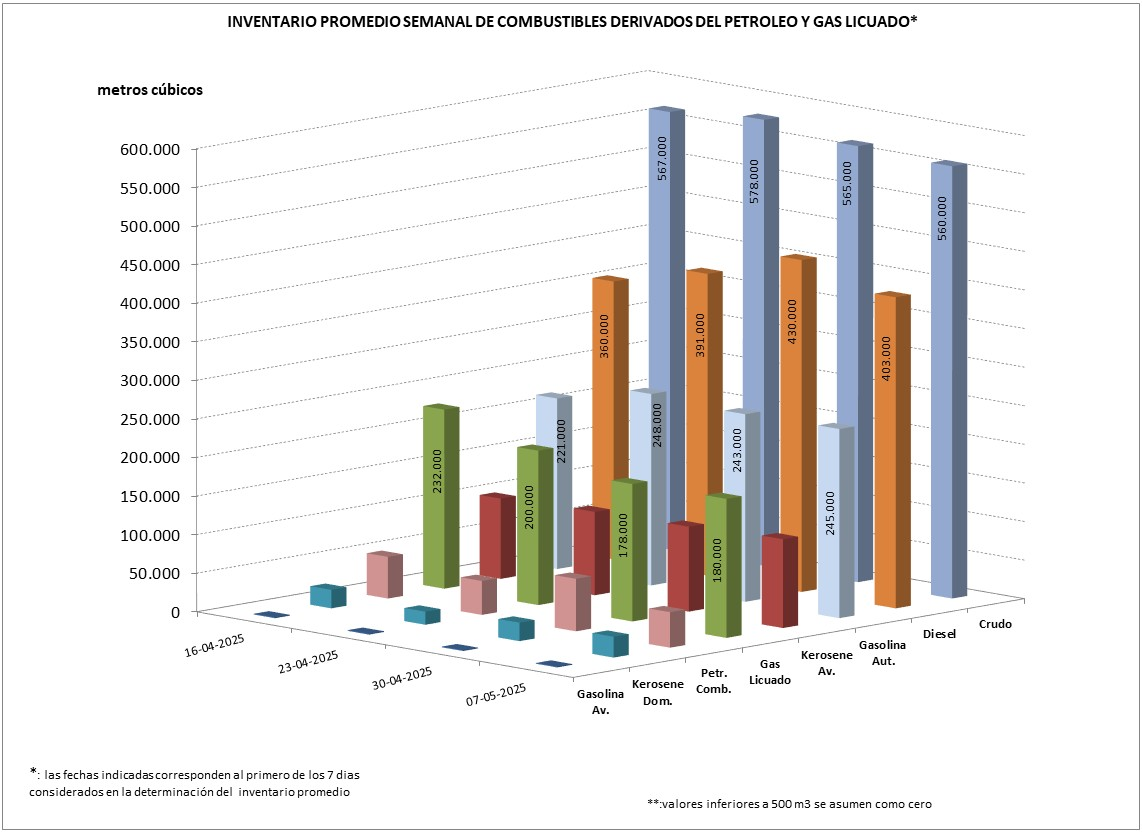 INVENTARIO PROMEDIO SEMANAL DE COMBUSTIBLES DERIVADOS DEL PETROLEO Y GAS LICUADO*
metros cúbicos
600.000
550.000
500.000
450.000
400.000
350.000
300.000
250.000
200.000
150.000
100.000
50.000
0
567.000
578.000
565.000
560.000
360.000
391.000
430.000
403.000
221.000
248.000
243.000
245.000
232.000
200.000
178.000
180.000
16-04-2025
23-04-2025
30-04-2025
07-05-2025
Gasolina
Av.
Kerosene
Dom.
Petr.
Comb.
Gas
Licuado
Kerosene
Av.
Gasolina
Aut.
Diesel
Crudo
*: las fechas indicadas corresponden al primero de los 7 dias
considerados en la determinación del inventario promedio
**:valores inferiores a 500 m3 se asumen como cero